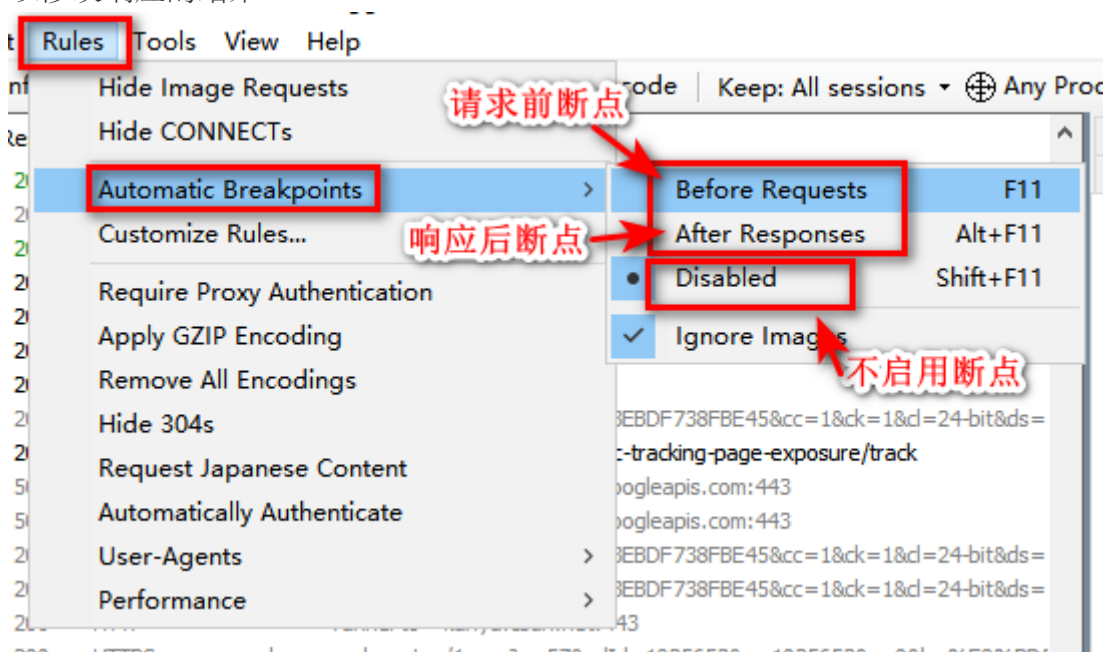 Rules Tools View Help
Hide Image Requests
code Keep: All sessions Any Proc
请求前断点
Hide CONNECTs
Automatic Breakpoints
Before Requests F11
Customize Rules...
响应后断点
After Responses Alt+F11
Disabled Shift+F11
Require Proxy Authentication
Apply GZIP Encoding
Ignore Images
不启用断点
Remove All Encodings
Hide 304s
BEBDF738FBE45&cc=1&ck=1&cl=24-bit&ds=
Request Japanese Content
c-tracking-page-exposure/track
oogleapis.com:443
Automatically Authenticate
oogleapis.com:443
User-Agents
BEBDF738FBE45&cc=1&ck=1&cl=24-bit&ds=
Performance
BEBDF738FBE45&cc=1&ck=1&cl=24-bit&ds=